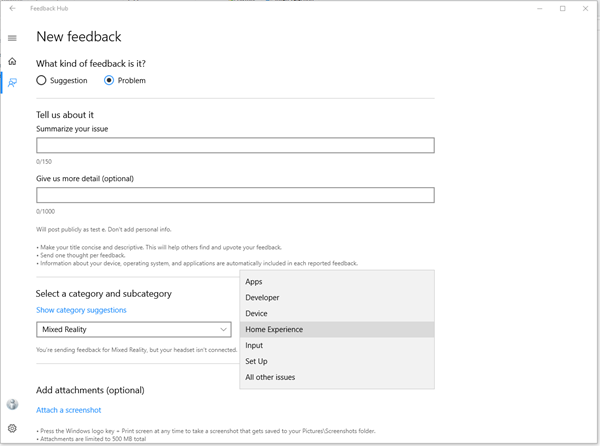 Feedback Hub
New feedback
What kind of feedback is it?
Suggestion
Problem
Tell us about it
Summarize your issue
0/150
Give us more detail (optional)
0/1000
Will post publicly as test e. Don't add personal info.
• Make your title concise and descriptive. This will help others find and upvote your feedback.
• Send one thought per feedback.
• Information about your device, operating system, and applications are automatically included in each reported feedback.
Select a category and subcategory
Show category suggestions
Mixed Reality
Apps
Developer
Device
Home Experience
Input
Set Up
All other issues
You're sending feedback for Mixed Reality, but your headset isn't connected.
Add attachments (optional)
Attach a screenshot
• Press the Windows logo key + Print screen at any time to take a screenshot that gets saved to your Pictures\Screenshots folder.
• Attachments are limited to 500 MB total